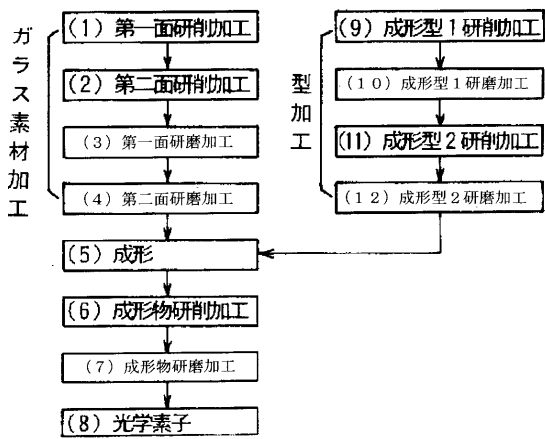 ガラス素材加工
(1) 第一面研削加工
(2) 第二面研削加工
(3) 第一面研磨加工
(4) 第二面研磨加工
(5) 成形
(6) 成形物研削加工
(7) 成形物研磨加工
(8) 光学素子
型加工
(9) 成形型1研削加工
(10) 成形型1研磨加工
(11) 成形型2研削加工
(12) 成形型2研磨加工